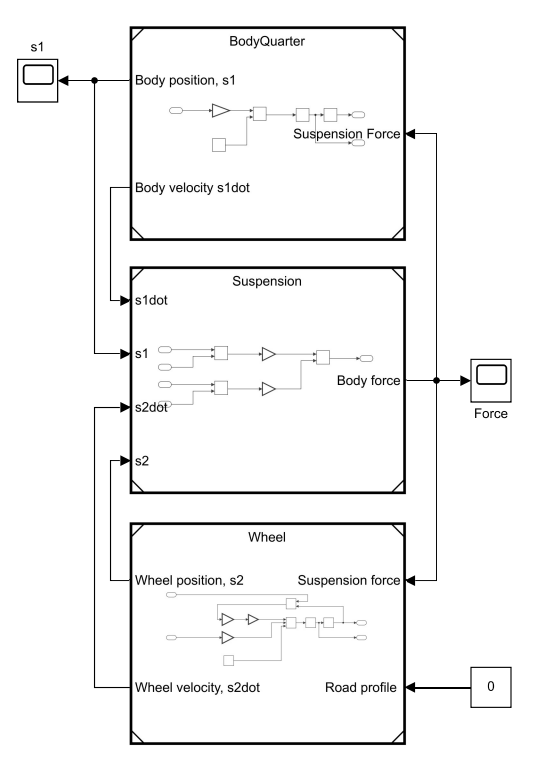 s1
BodyQuarter
Body position, s1
Suspension Force
Body velocity s1dot
Suspension
s1dot
s1
Body force
s2dot
s2
Force
Wheel
Wheel position, s2
Suspension force
Wheel velocity, s2dot
Road profile
0